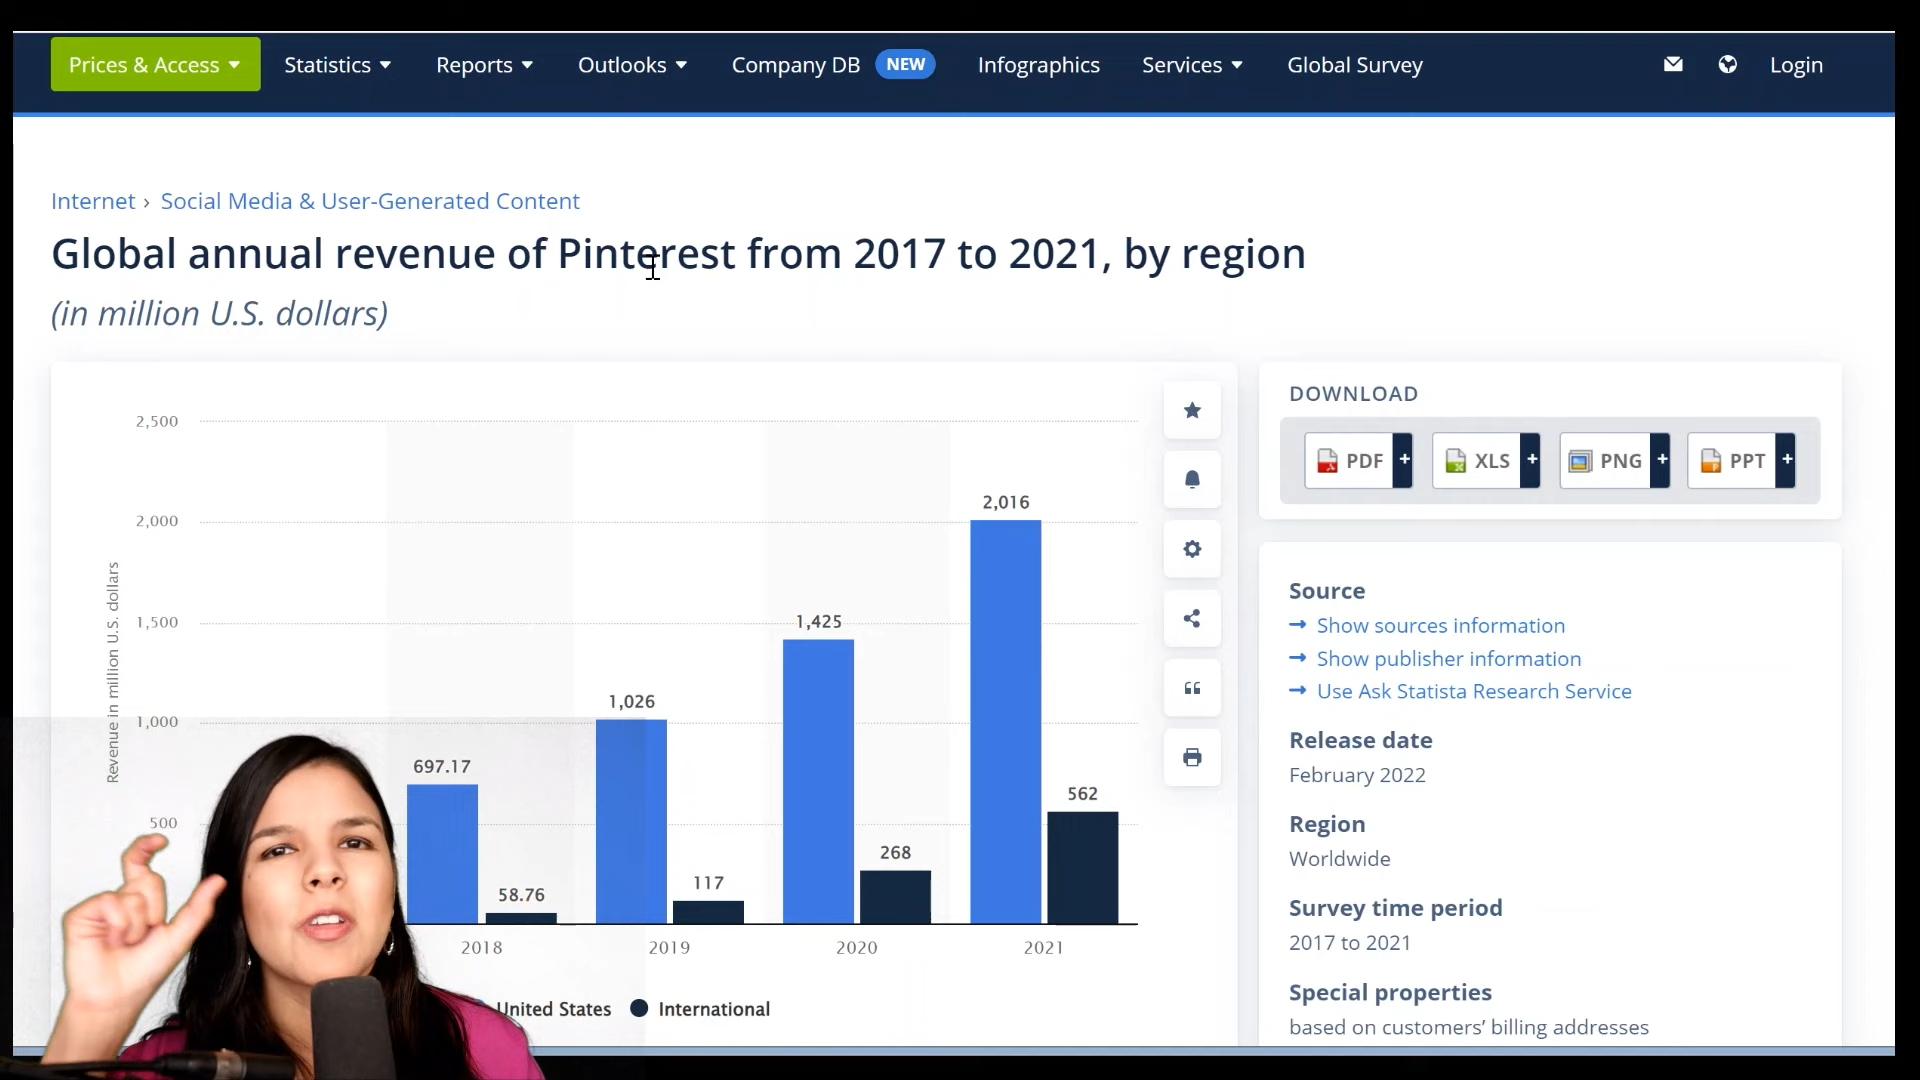 Prices & Access Statistics Reports Outlooks Company DB NEW Infographics Services Global Survey Login
Internet › Social Media & User-Generated Content
Global annual revenue of Pinterest from 2017 to 2021, by region
(in million U.S. dollars)
Revenue in million U.S. dollars
2,500
2,000
1,500
1,000
500
697.17
58.76
1,026
117
1,425
268
2,016
562
2018 2019 2020 2021
United States International
DOWNLOAD
PDF + XLS + PNG + PPT +
Source
→ Show sources information
→ Show publisher information
→ Use Ask Statista Research Service
Release date
February 2022
Region
Worldwide
Survey time period
2017 to 2021
Special properties
based on customers’ billing addresses